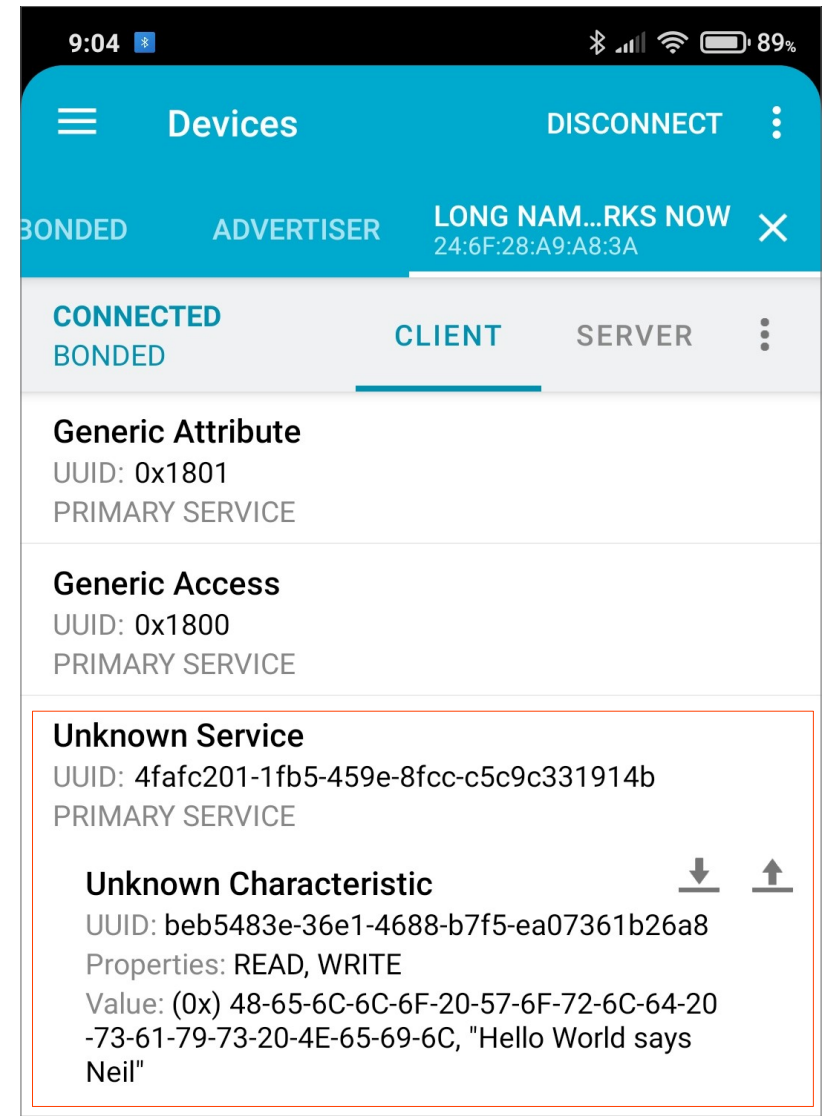 9:04 89%
Devices DISCONNECT
BONDED ADVERTISER LONG NAM...RKS NOW
24:6F:28:A9:A8:3A
CONNECTED
BONDED
CLIENT SERVER
Generic Attribute
UUID: 0x1801
PRIMARY SERVICE
Generic Access
UUID: 0x1800
PRIMARY SERVICE
Unknown Service
UUID: 4fafc201-1fb5-459e-8fcc-c5c9c331914b
PRIMARY SERVICE
Unknown Characteristic
UUID: beb5483e-36e1-4688-b7f5-ea07361b26a8
Properties: READ, WRITE
Value: (0x) 48-65-6C-6C-6F-20-57-6F-72-6C-64-20
-73-61-79-73-20-4E-65-69-6C, "Hello World says
Neil"